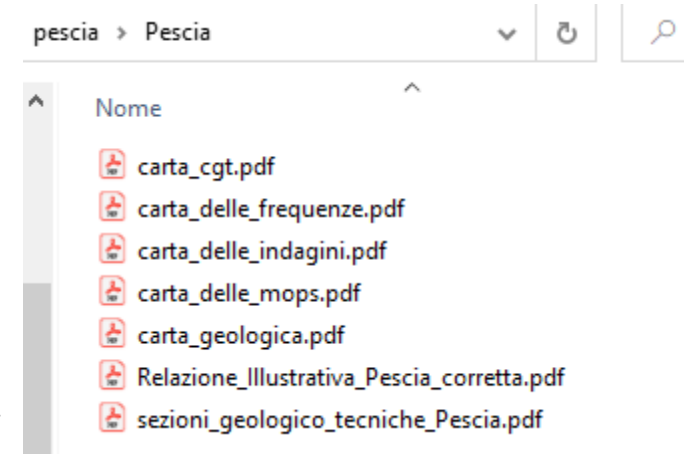 pescia > Pescia
Nome
carta_cgt.pdf
carta_delle_frequenze.pdf
carta_delle_indagini.pdf
carta_delle_mops.pdf
carta_geologica.pdf
Relazione_Illustrativa_Pescia_corretta.pdf
sezioni_geologico_tecniche_Pescia.pdf